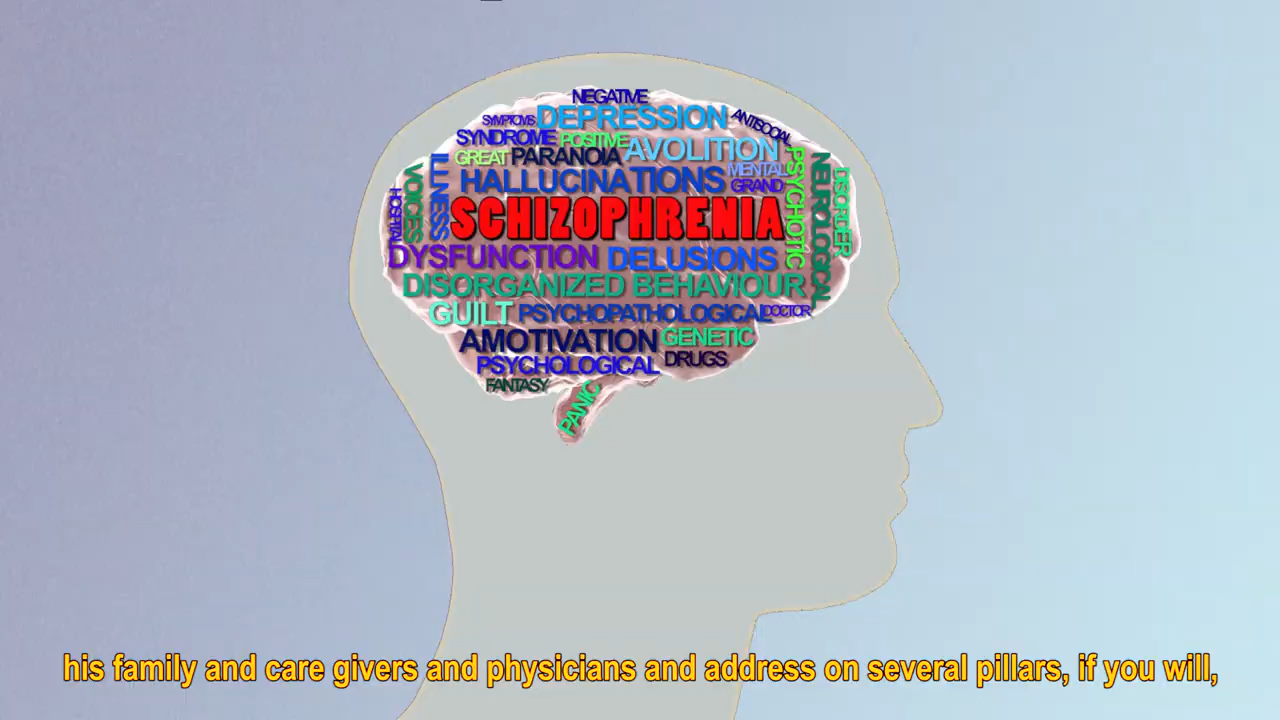 NEGATIVE
SYMPTOMS DEPRESSION ANTISOCIAL
SYNDROME POSITIVE AVOLITION
GREAT PARANOIA MENTAL
HALLUCINATIONS GRAND
HOSPITAL VOICES ILLNESS SCHIZOPHRENIA PSYCHOTIC NEUROLOGICAL DISORDER
DYSFUNCTION DELUSIONS
DISORGANIZED BEHAVIOUR
GUILT PSYCHOPATHOLOGICAL DOCTOR
AMOTIVATION GENETIC
PSYCHOLOGICAL DRUGS
FANTASY
PANIC
his family and care givers and physicians and address on several pillars, if you will,